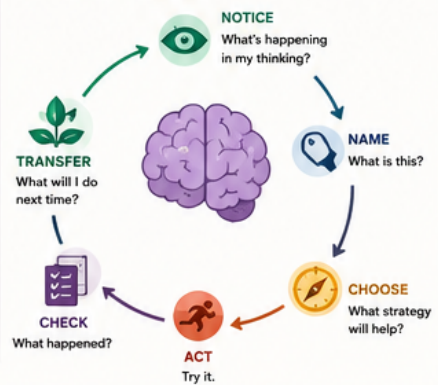 NOTICE
What's happening
in my thinking?
NAME
What is this?
CHOOSE
What strategy
will help?
ACT
Try it.
CHECK
What happened?
TRANSFER
What will I do
next time?